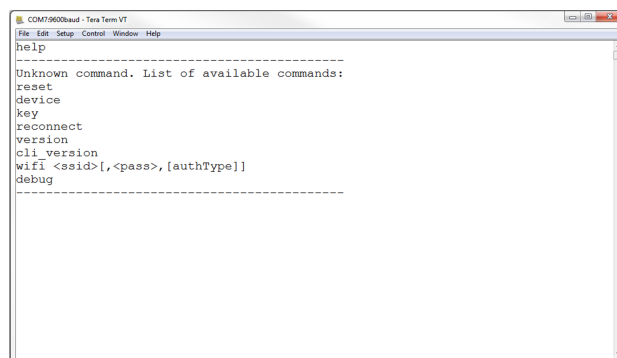 COM7:9600baud - Tera Term VT
File Edit Setup Control Window Help
help
--------------------------------------------
Unknown command. List of available commands:
reset
device
key
reconnect
version
cli_version
wifi <ssid>[,<pass>,[authType]]
debug
--------------------------------------------